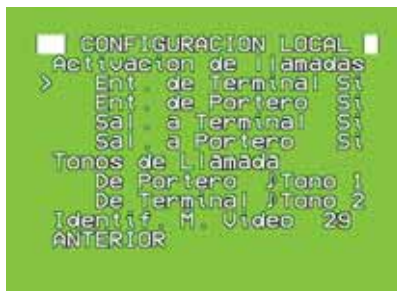 CONFIGURACION LOCAL
Activacion de llamadas
> Ent. de Terminal Si
Ent. de Portero Si
Sal. a Terminal Si
Sal. a Portero Si
Tonos de Llamada
De Portero ♪Tono 1
De Terminal ♪Tono 2
Identif. M. Video 29
ANTERIOR